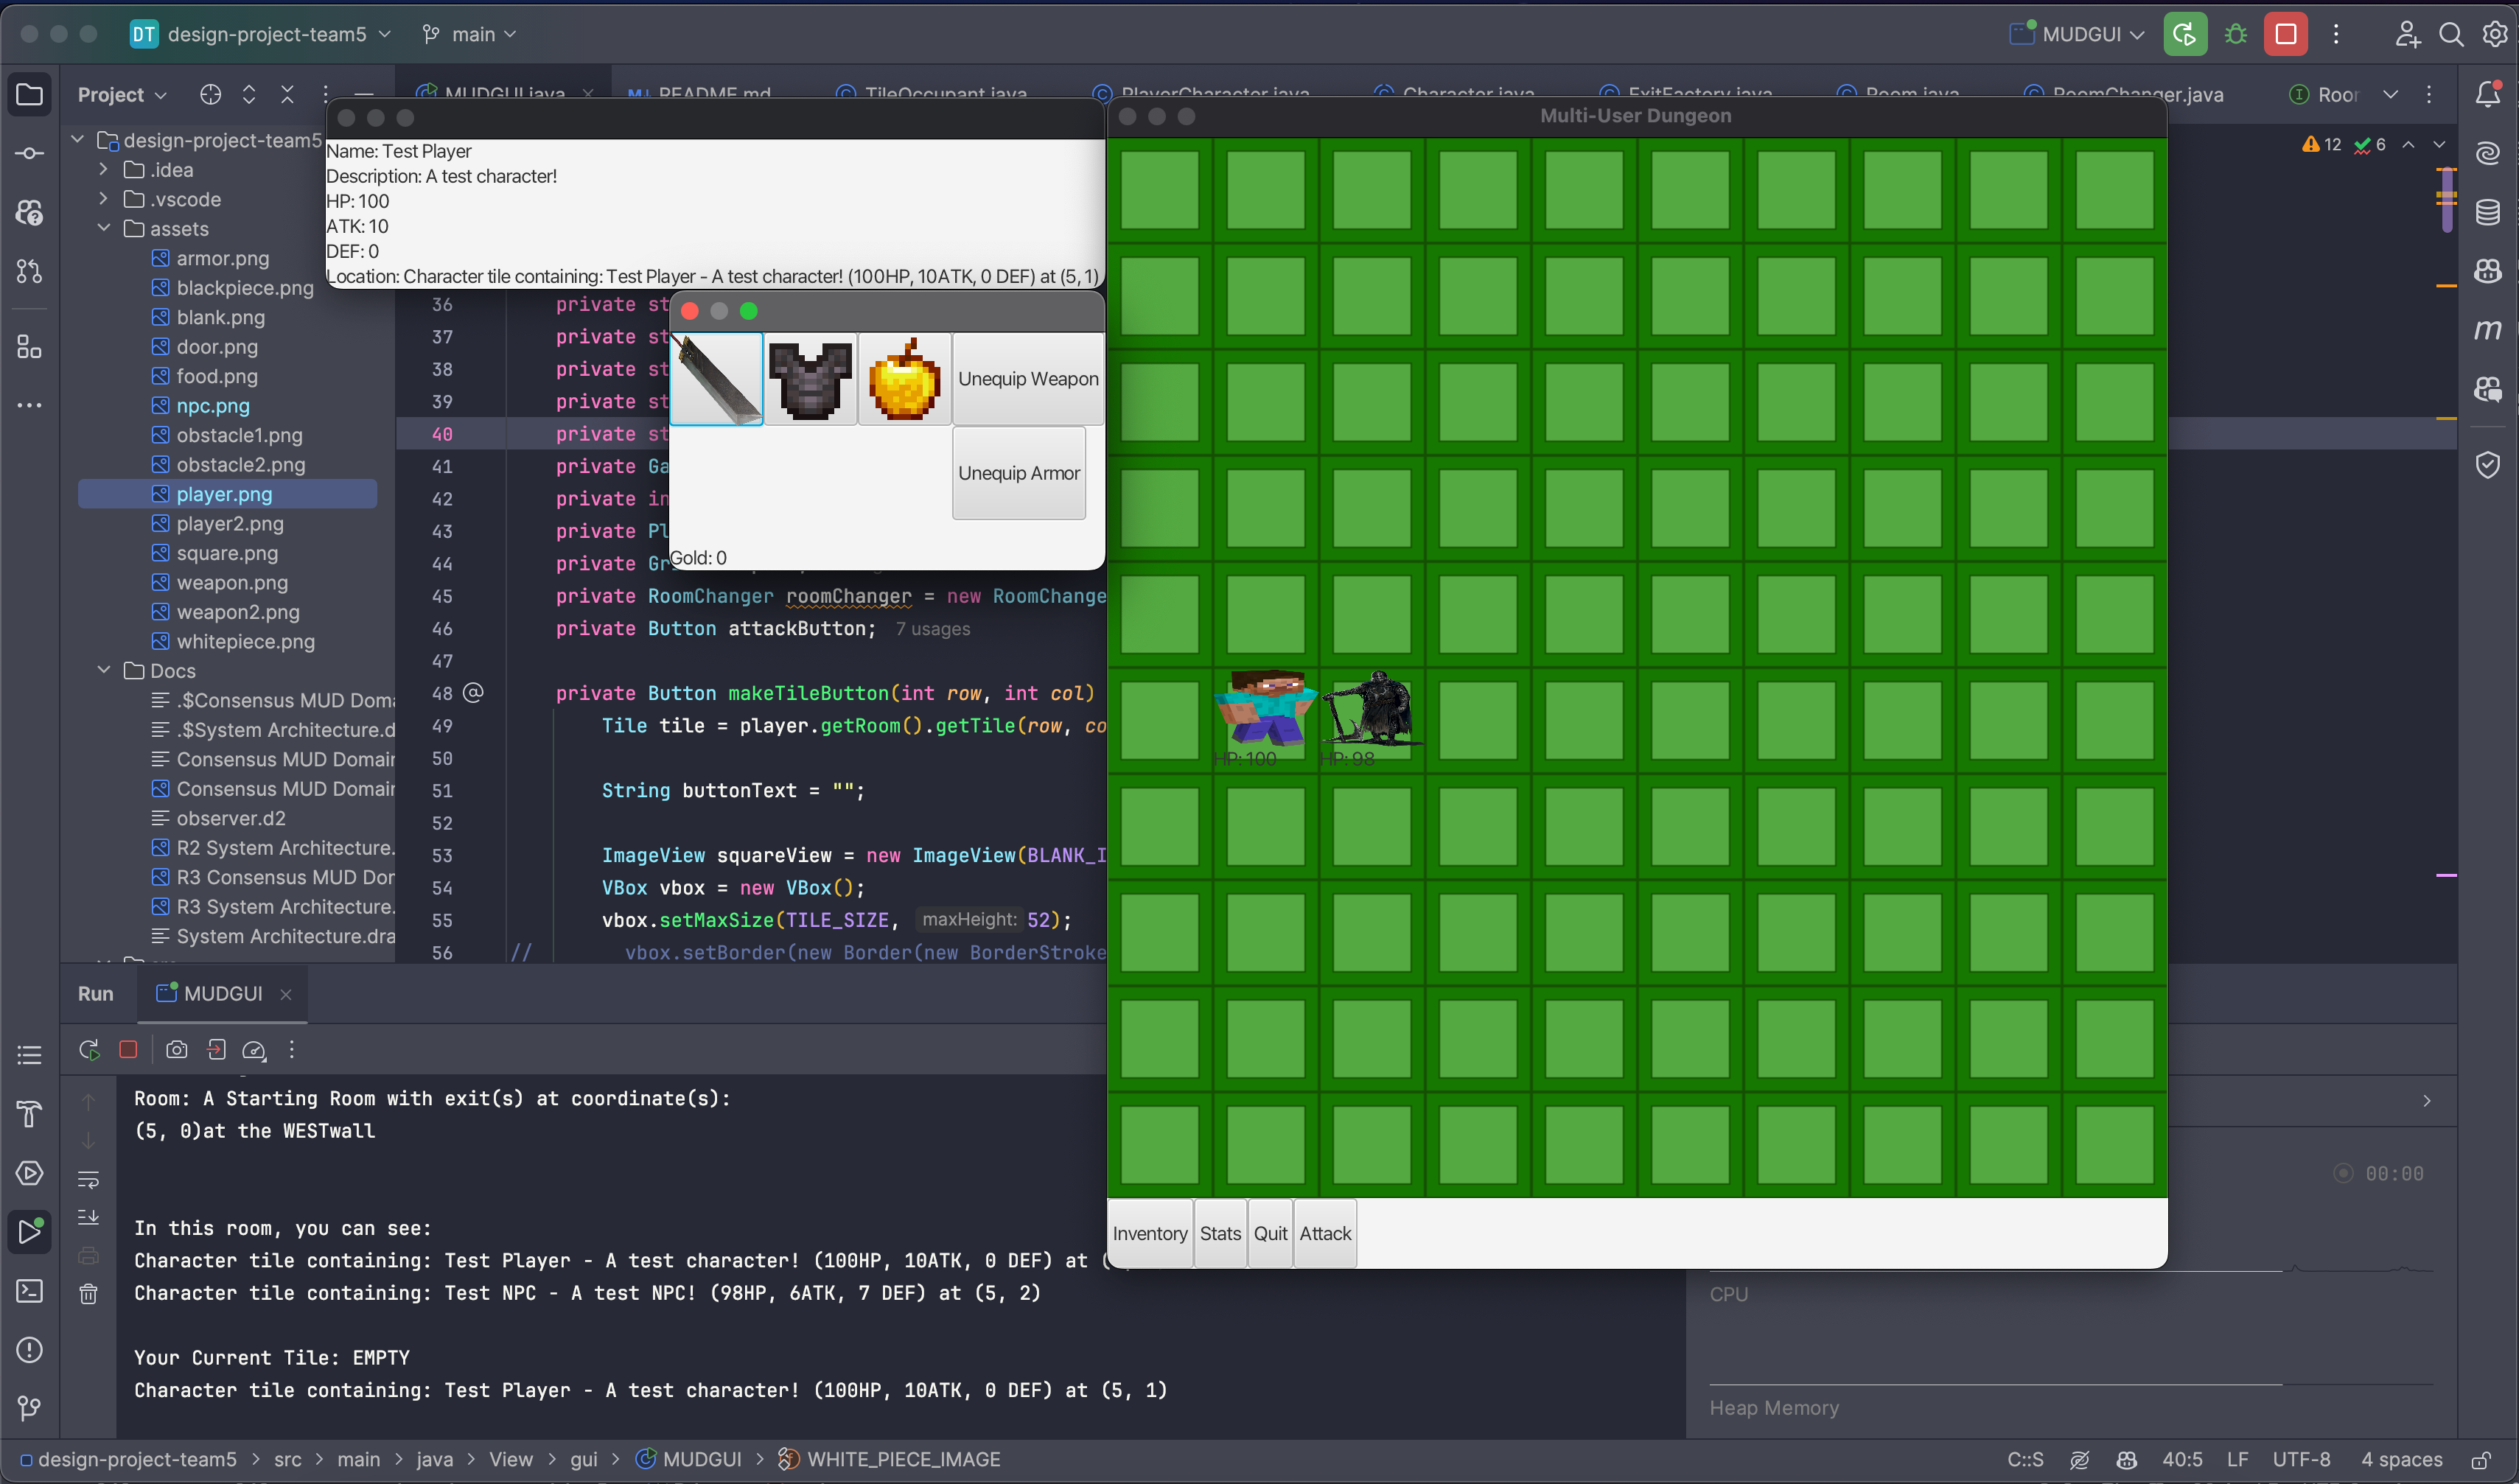 DT design-project-team5 main MUDGUI
Project
MUDGUI.java README.md TileOccupant.java PlayerCharacter.java Character.java ExitFactory.java Room.java RoomChanger.java
12 6
design-project-team5
.idea
.vscode
assets
armor.png
blackpiece.png
blank.png
door.png
food.png
npc.png
obstacle1.png
obstacle2.png
player.png
player2.png
square.png
weapon.png
weapon2.png
whitepiece.png
Docs
.$Consensus MUD Doma
.$System Architecture.d
Consensus MUD Domain
Consensus MUD Domain
observer.d2
R2 System Architecture.
R3 Consensus MUD Dor
R3 System Architecture.
System Architecture.dra
Name: Test Player
Description: A test character!
HP: 100
ATK: 10
DEF: 0
Location: Character tile containing: Test Player - A test character! (100HP, 10ATK, 0 DEF) at (5, 1)
Unequip Weapon
Unequip Armor
Gold: 0
36 private st
37 private st
38 private st
39 private st
40 private st
41 private Ga
42 private in
43 private Pl
44 private Gr
45 private RoomChanger roomChanger = new RoomChange
46 private Button attackButton; 7 usages
47
48 @ private Button makeTileButton(int row, int col)
49 Tile tile = player.getRoom().getTile(row, co
50
51 String buttonText = "";
52
53 ImageView squareView = new ImageView(BLANK_I
54 VBox vbox = new VBox();
55 vbox.setMaxSize(TILE_SIZE, maxHeight: 52);
56 // vbox.setBorder(new Border(new BorderStroke
Multi-User Dungeon
HP: 100 HP: 98
Inventory Stats Quit Attack
Run MUDGUI
Room: A Starting Room with exit(s) at coordinate(s):
(5, 0)at the WESTwall
In this room, you can see:
Character tile containing: Test Player - A test character! (100HP, 10ATK, 0 DEF) at (
Character tile containing: Test NPC - A test NPC! (98HP, 6ATK, 7 DEF) at (5, 2)
Your Current Tile: EMPTY
Character tile containing: Test Player - A test character! (100HP, 10ATK, 0 DEF) at (5, 1)
00:00
CPU
Heap Memory
design-project-team5 > src > main > java > View > gui > MUDGUI > WHITE_PIECE_IMAGE
C::S 40:5 LF UTF-8 4 spaces